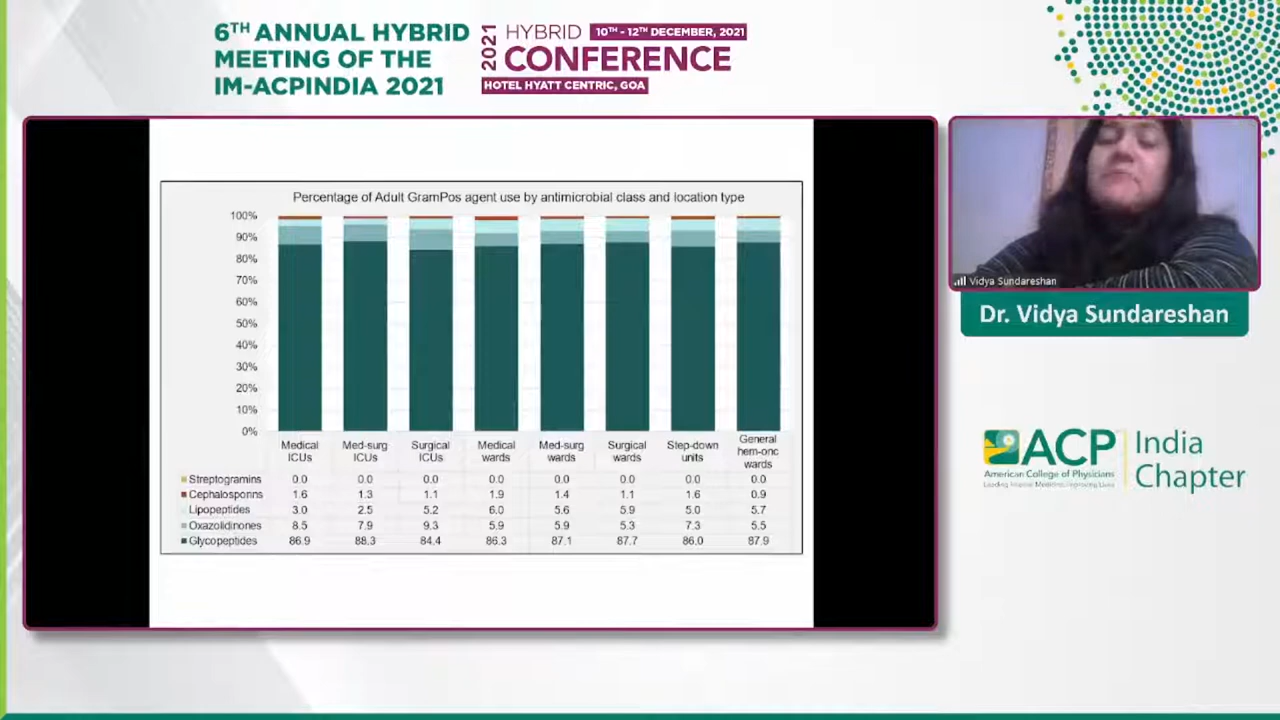 6TH ANNUAL HYBRID
MEETING OF THE
IM-ACPINDIA 2021
2021
HYBRID
10TH - 12TH DECEMBER, 2021
CONFERENCE
HOTEL HYATT CENTRIC, GOA
Percentage of Adult GramPos agent use by antimicrobial class and location type
100%
90%
80%
70%
60%
50%
40%
30%
20%
10%
0%
Medical ICUs
Med-surg ICUs
Surgical ICUs
Medical wards
Med-surg wards
Surgical wards
Step-down units
General hem-onc wards
Streptogramins 0.0 0.0 0.0 0.0 0.0 0.0 0.0 0.0
Cephalosporins 1.6 1.3 1.1 1.9 1.4 1.1 1.6 0.9
Lipopeptides 3.0 2.5 5.2 6.0 5.6 5.9 5.0 5.7
Oxazolidinones 8.5 7.9 9.3 5.9 5.9 5.3 7.3 5.5
Glycopeptides 86.9 88.3 84.4 86.3 87.1 87.7 86.0 87.9
Vidya Sundareshan
Dr. Vidya Sundareshan
ACP
American College of Physicians
Leading Internal Medicine, Improving Lives
India
Chapter